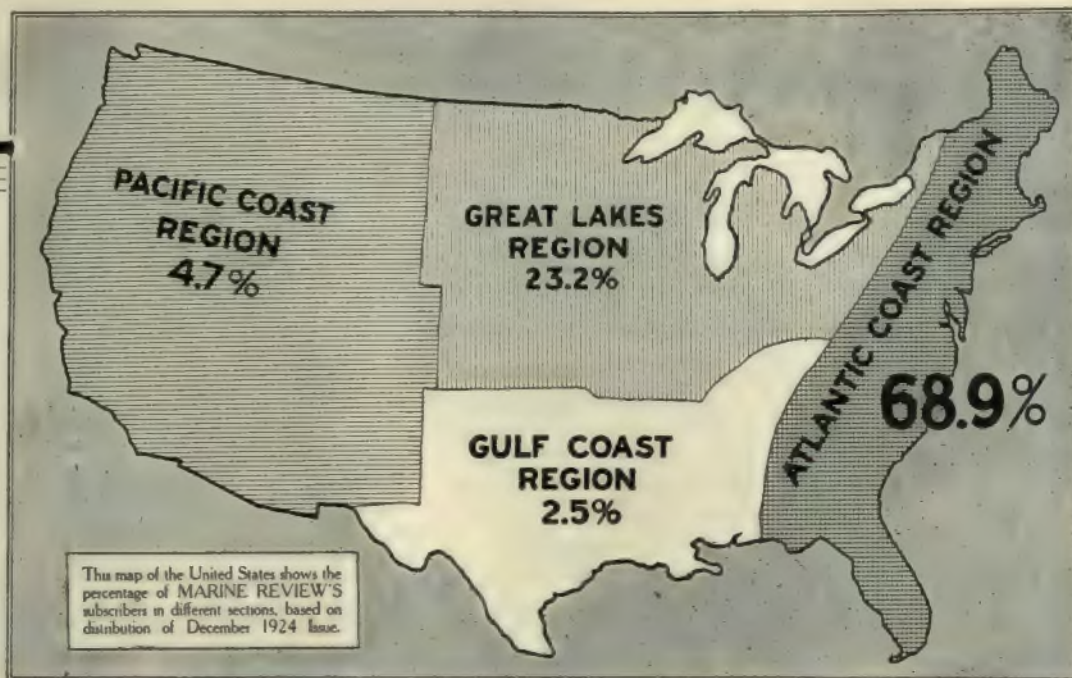 PACIFIC COAST
REGION
4.7%
GREAT LAKES
REGION
23.2%
GULF COAST
REGION
2.5%
ATLANTIC COAST REGION
68.9%
This map of the United States shows the
percentage of MARINE REVIEW'S
subscribers in different sections, based on
distribution of December 1924 Issue.